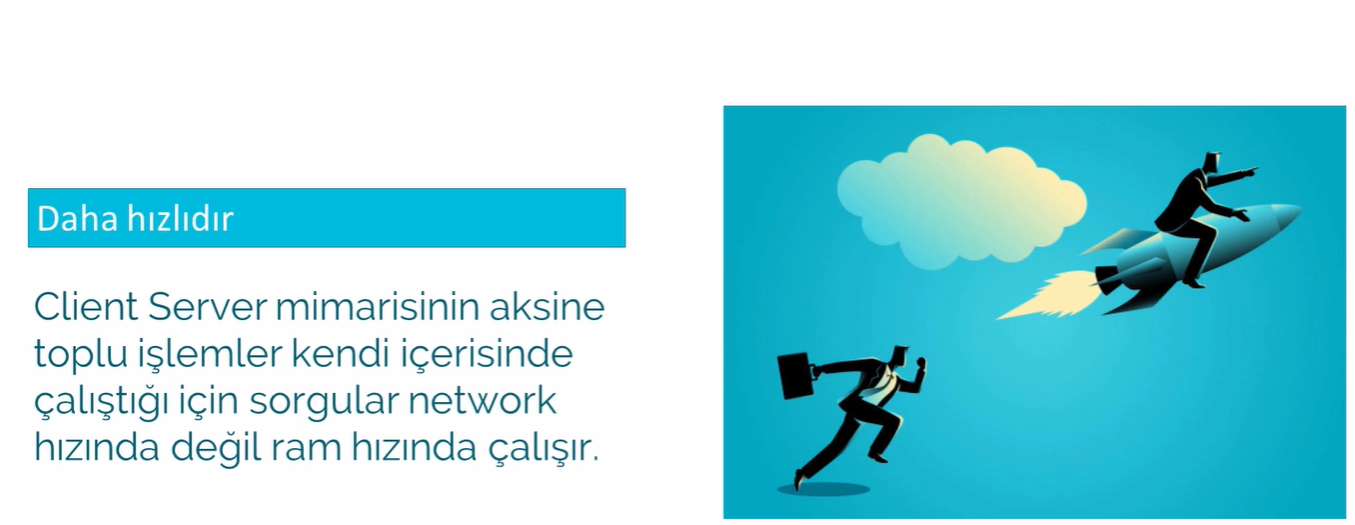 Daha hızlıdır
Client Server mimarisinin aksine
toplu işlemler kendi içerisinde
çalıştığı için sorgular network
hızında değil ram hızında çalışır.